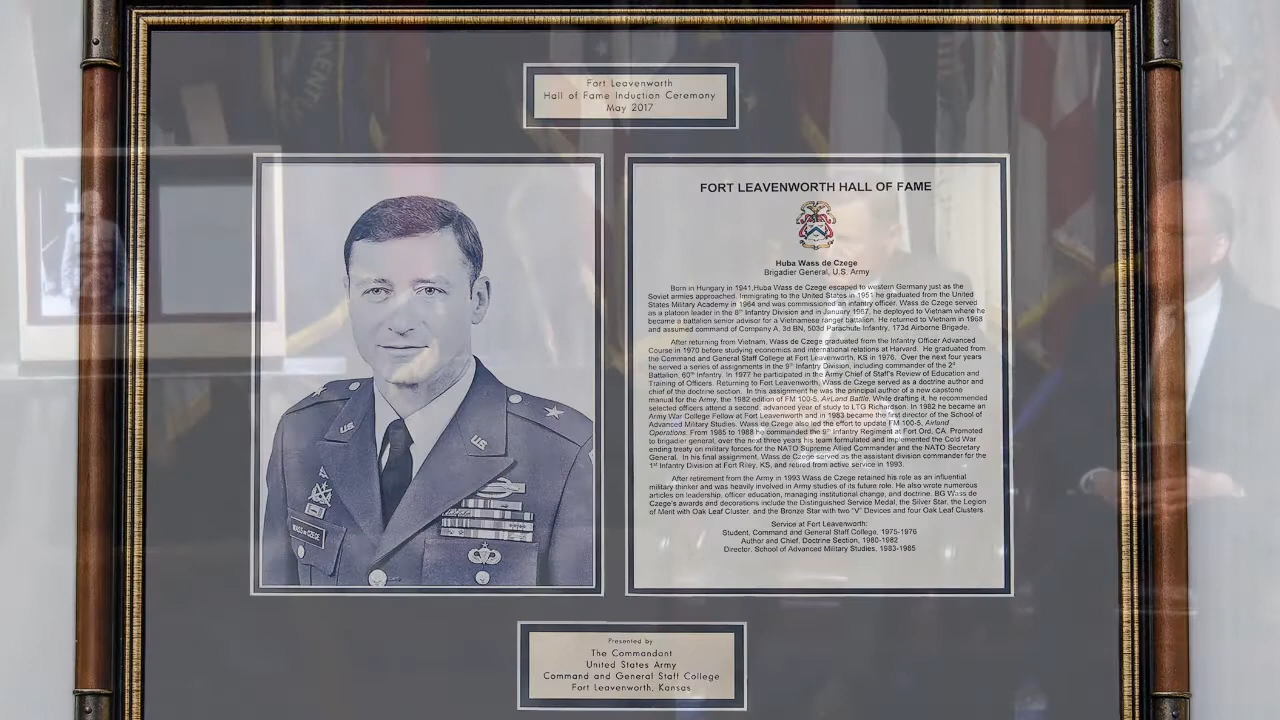 Fort Leavenworth
Hall of Fame Induction Ceremony
May 2017
FORT LEAVENWORTH HALL OF FAME
Huba Wass de Czege
Brigadier General, U.S. Army
Born in Hungary in 1941,Huba Wass de Czege escaped to western Germany just as the
Soviet armies approached. Immigrating to the United States in 1951 he graduated from the United
States Military Academy in 1964 and was commissioned an infantry officer. Wass de Czege served
as a platoon leader in the 8th Infantry Division and in January 1967, he deployed to Vietnam where he
became a battalion senior advisor for a Vietnamese ranger battalion. He returned to Vietnam in 1968
and assumed command of Company A, 3d BN, 503d Parachute Infantry, 173d Airborne Brigade.
After returning from Vietnam, Wass de Czege graduated from the Infantry Officer Advanced
Course in 1970 before studying economics and international relations at Harvard. He graduated from
the Command and General Staff College at Fort Leavenworth, KS in 1976. Over the next four years
he served a series of assignments in the 9th Infantry Division, including commander of the 2d
Battalion, 60th Infantry. In 1977 he participated in the Army Chief of Staff's Review of Education and
Training of Officers. Returning to Fort Leavenworth, Wass de Czege served as a doctrine author and
chief of the doctrine section. In this assignment he was the principal author of a new capstone
manual for the Army, the 1982 edition of FM 100-5, AirLand Battle. While drafting it, he recommended
selected officers attend a second, advanced year of study to LTG Richardson. In 1982 he became an
Army War College Fellow at Fort Leavenworth and in 1983 became the first director of the School of
Advanced Military Studies. Wass de Czege also led the effort to update FM 100-5, Airland
Operations. From 1985 to 1988 he commanded the 9th Infantry Regiment at Fort Ord, CA. Promoted
to brigadier general, over the next three years his team formulated and implemented the Cold War
ending treaty on military forces for the NATO Supreme Allied Commander and the NATO Secretary
General. In his final assignment, Wass de Czege served as the assistant division commander for the
1st Infantry Division at Fort Riley, KS, and retired from active service in 1993.
After retirement from the Army in 1993 Wass de Czege retained his role as an influential
military thinker and was heavily involved in Army studies of its future role. He also wrote numerous
articles on leadership, officer education, managing institutional change, and doctrine. BG Wass de
Czege's awards and decorations include the Distinguished Service Medal, the Silver Star, the Legion
of Merit with Oak Leaf Cluster, and the Bronze Star with two "V" Devices and four Oak Leaf Clusters.
Service at Fort Leavenworth:
Student, Command and General Staff College, 1975-1976
Author and Chief, Doctrine Section, 1980-1982
Director, School of Advanced Military Studies, 1983-1985
US
US
WASS de CZEGE
Presented by
The Commandant
United States Army
Command and General Staff College
Fort Leavenworth, Kansas